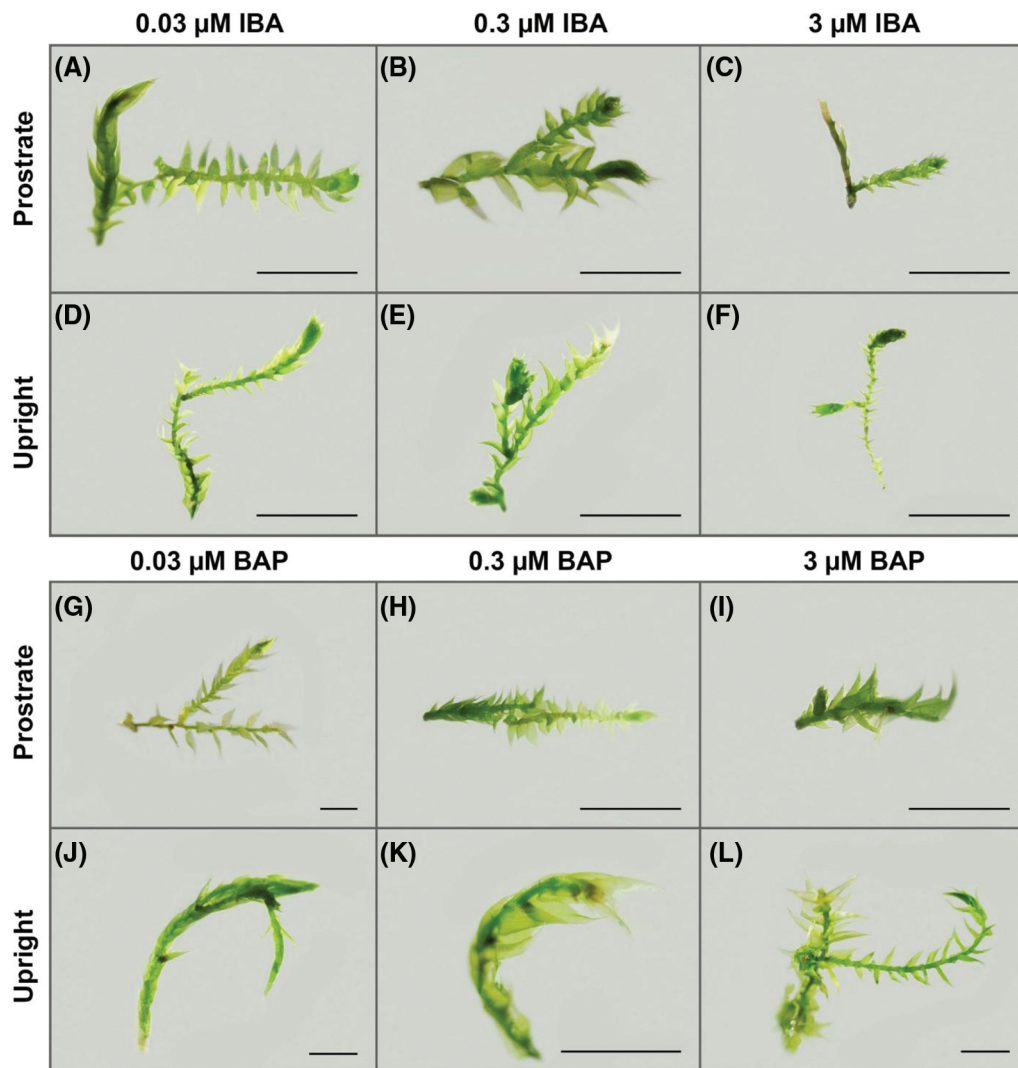 0.03 µM IBA 0.3 µM IBA 3 µM IBA
Prostrate
(A) (B) (C)
Upright
(D) (E) (F)
0.03 µM BAP 0.3 µM BAP 3 µM BAP
Prostrate
(G) (H) (I)
Upright
(J) (K) (L)